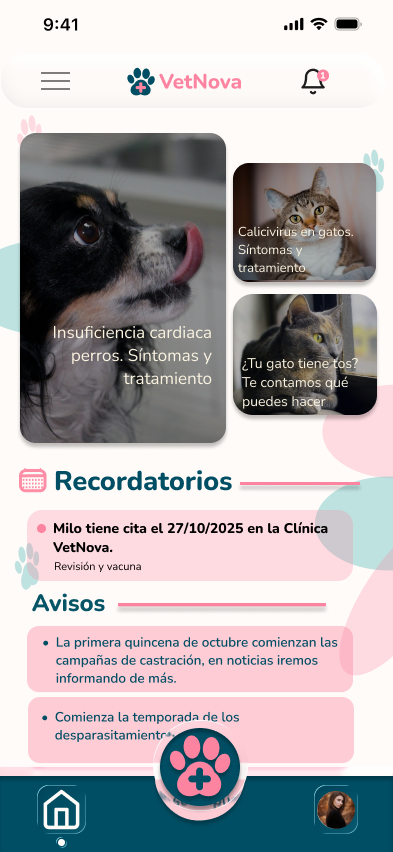 9:41
VetNova
1
Insuficiencia cardiaca
perros. Síntomas y
tratamiento
Calicivirus en gatos.
Síntomas y
tratamiento
¿Tu gato tiene tos?
Te contamos qué
puedes hacer
Recordatorios
Milo tiene cita el 27/10/2025 en la Clínica
VetNova.
Revisión y vacuna
Avisos
• La primera quincena de octubre comienzan las
campañas de castración, en noticias iremos
informando de más.
• Comienza la temporada de los